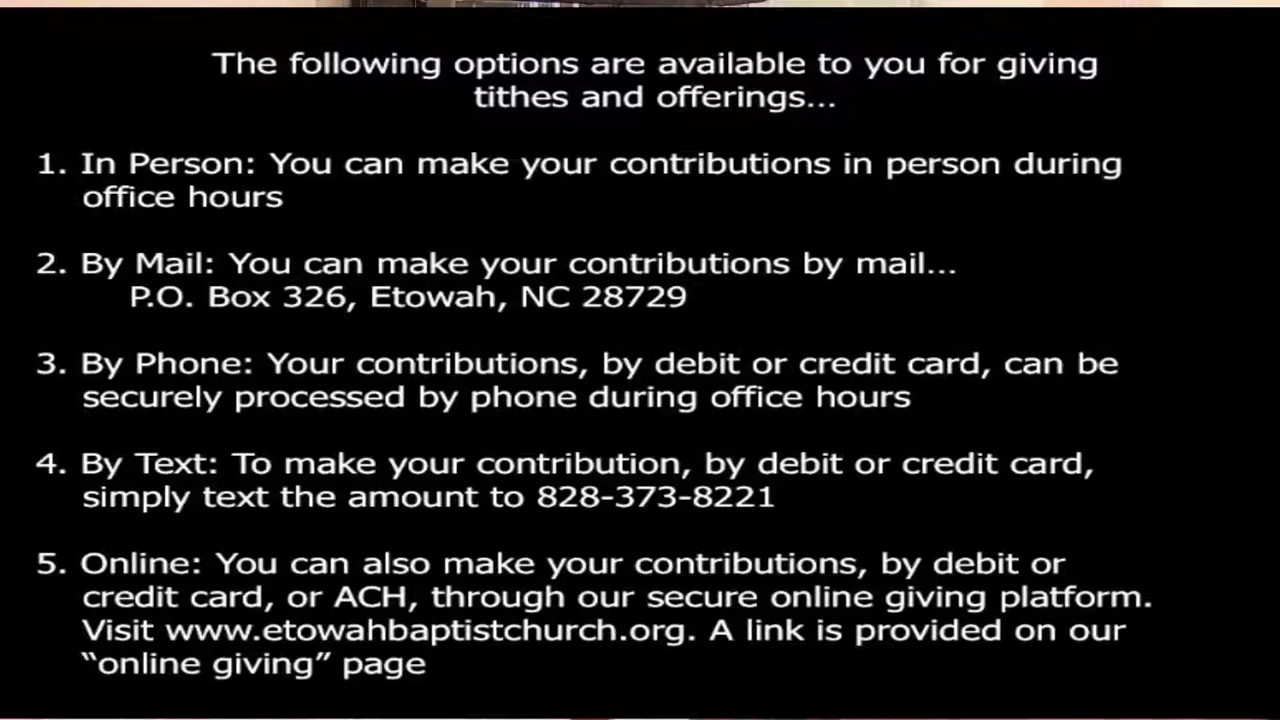 The following options are available to you for giving
tithes and offerings...
1. In Person: You can make your contributions in person during
office hours
2. By Mail: You can make your contributions by mail...
P.O. Box 326, Etowah, NC 28729
3. By Phone: Your contributions, by debit or credit card, can be
securely processed by phone during office hours
4. By Text: To make your contribution, by debit or credit card,
simply text the amount to 828-373-8221
5. Online: You can also make your contributions, by debit or
credit card, or ACH, through our secure online giving platform.
Visit www.etowahbaptistchurch.org. A link is provided on our
“online giving” page